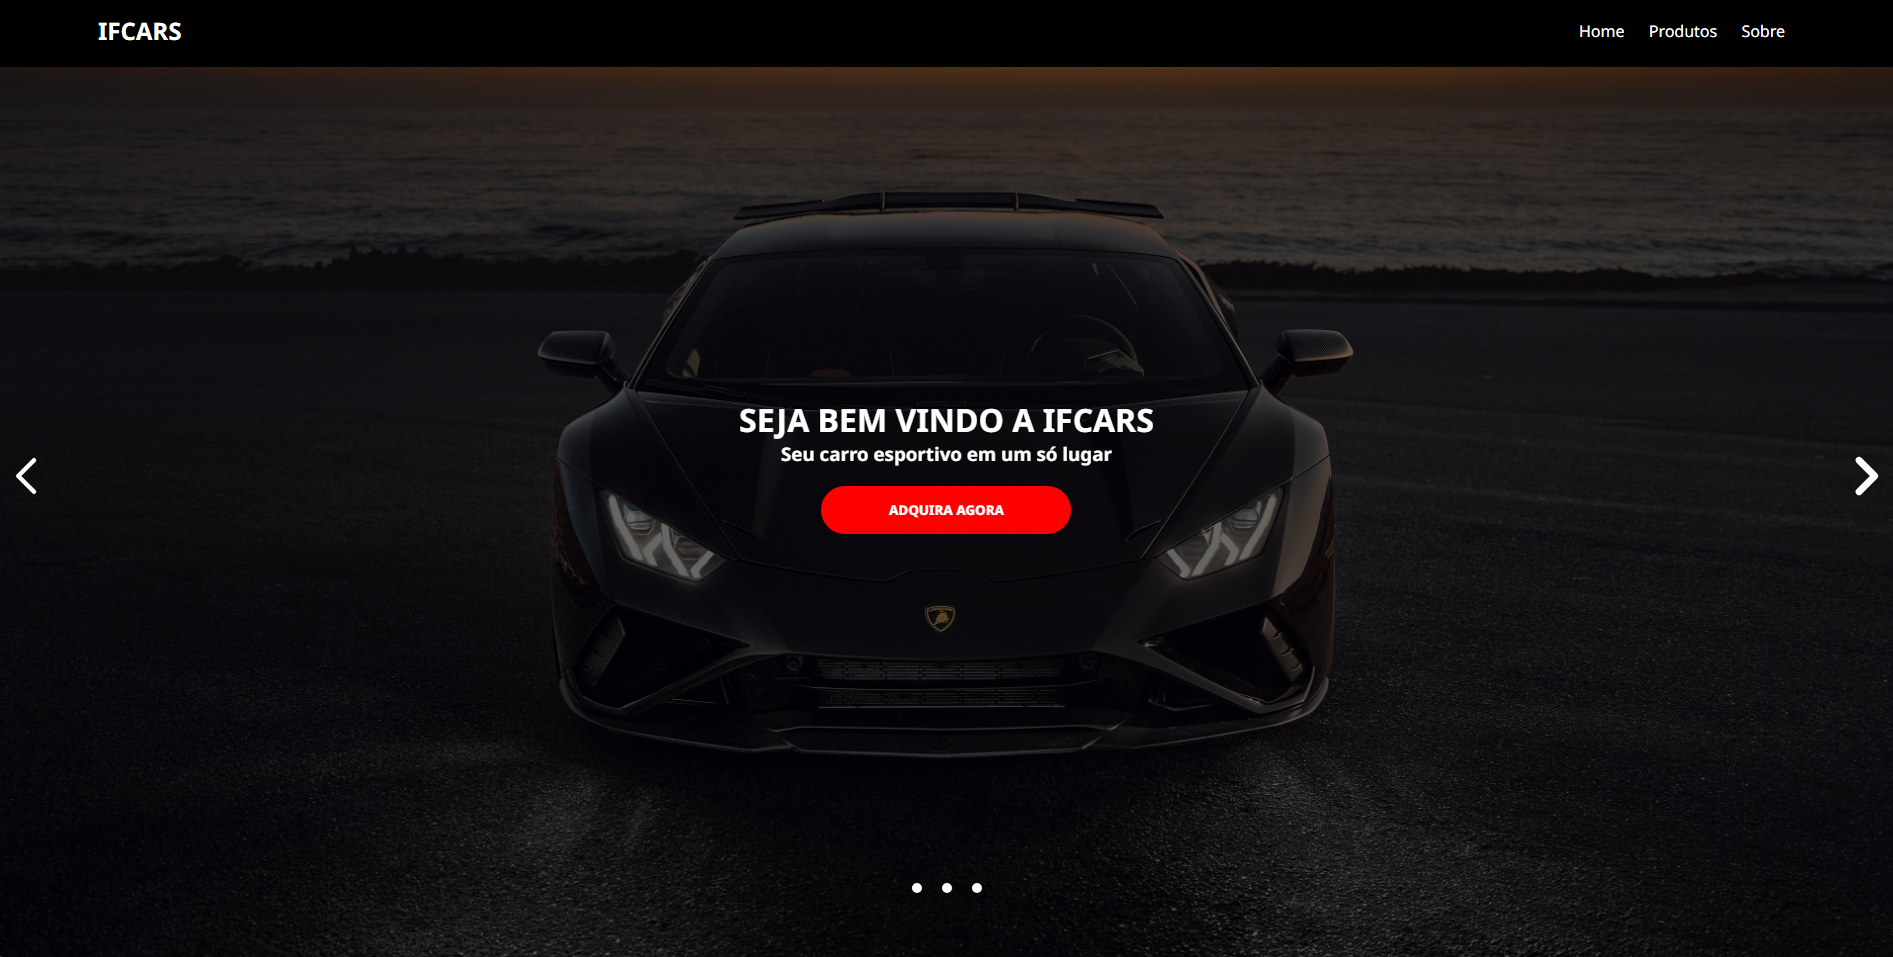 IFCARS
Home Produtos Sobre
SEJA BEM VINDO A IFCARS
Seu carro esportivo em um só lugar
ADQUIRA AGORA